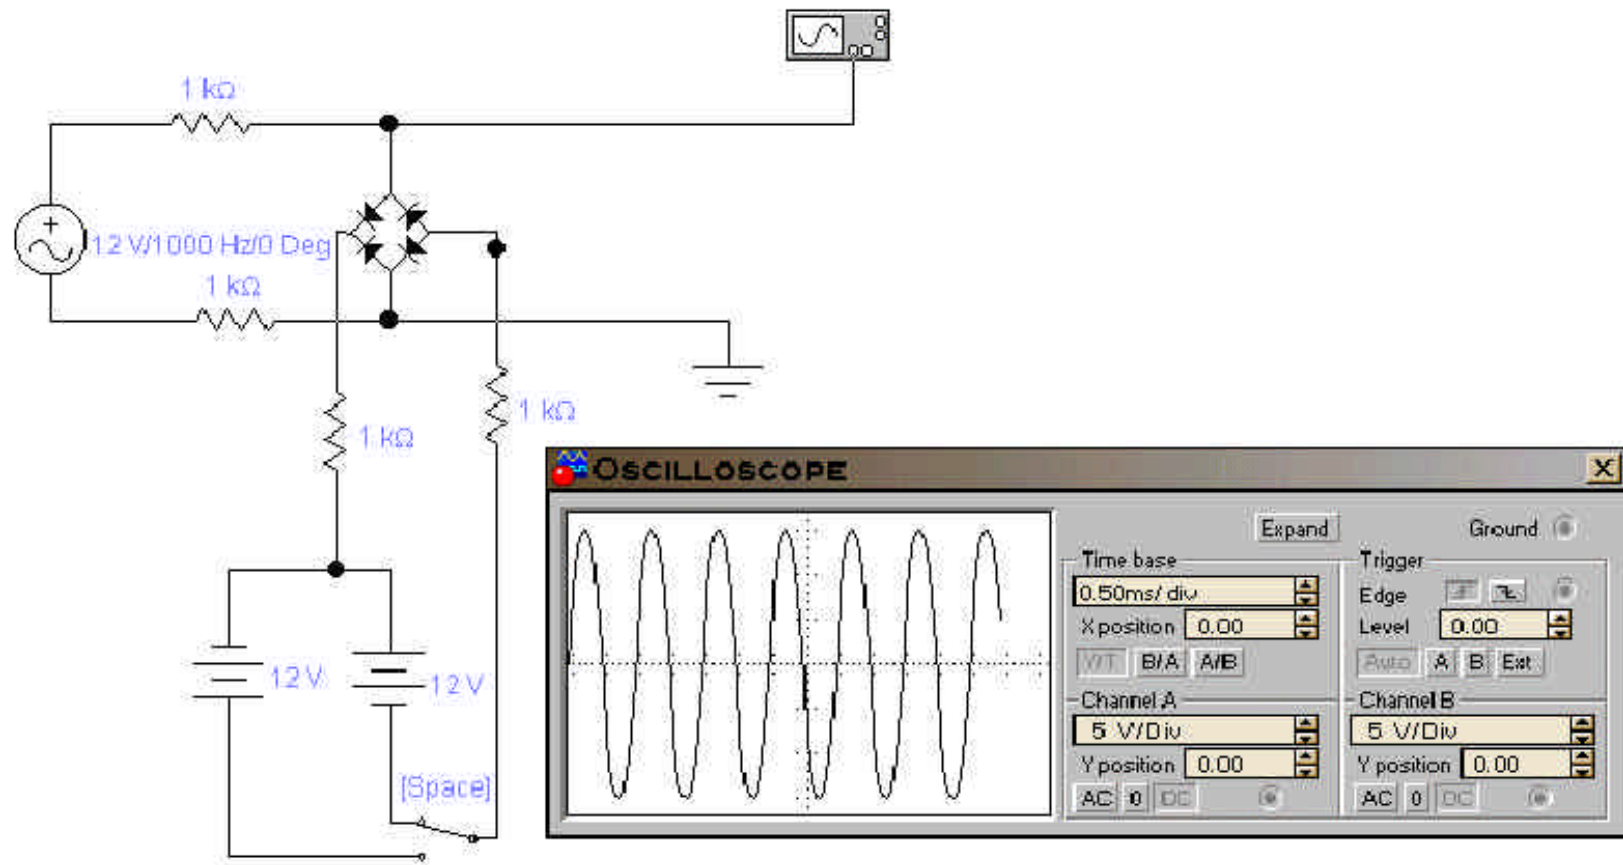 1 kΩ
12 V/1000 Hz/0 Deg
1 kΩ
1 kΩ
1 kΩ
12 V
12 V
[Space]
OSCILLOSCOPE
Expand
Ground
Time base
0.50ms/div
X position 0.00
Y/T B/A A/B
Trigger
Edge
Level 0.00
Auto A B Ext
Channel A
5 V/Div
Y position 0.00
AC 0 DC
Channel B
5 V/Div
Y position 0.00
AC 0 DC